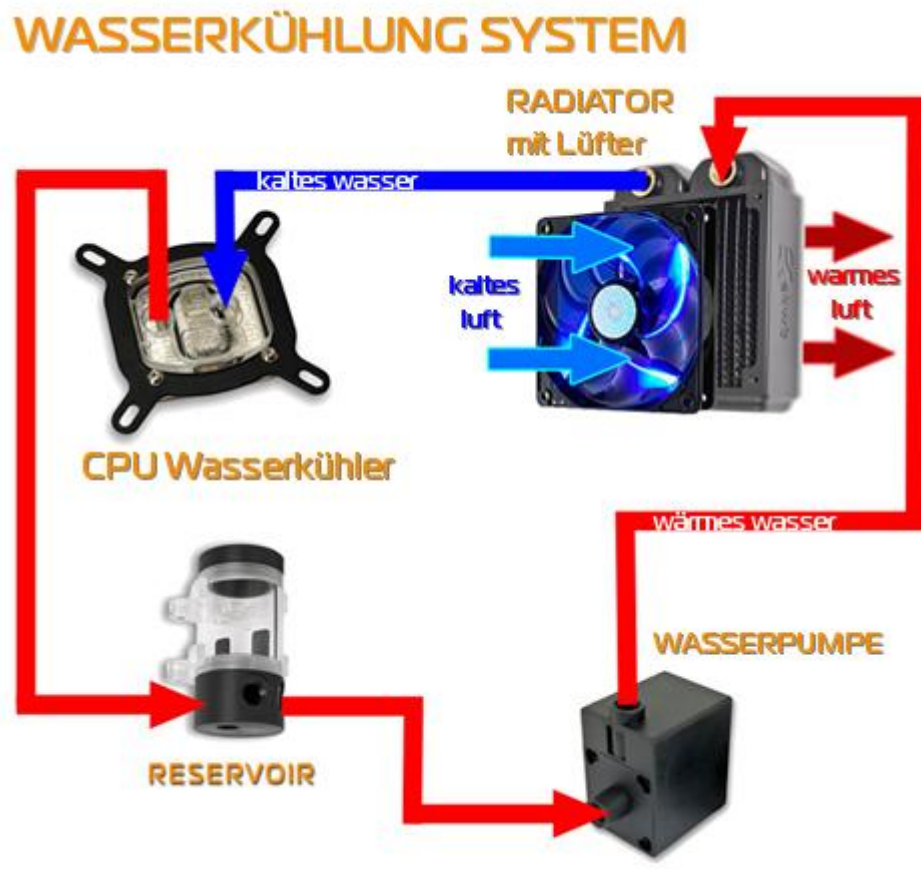 WASSERKÜHLUNG SYSTEM
RADIATOR
mit Lüfter
kaltes wasser
kaltes
luft
warmes
luft
CPU Wasserkühler
wärmes wasser
WASSERPUMPE
RESERVOIR